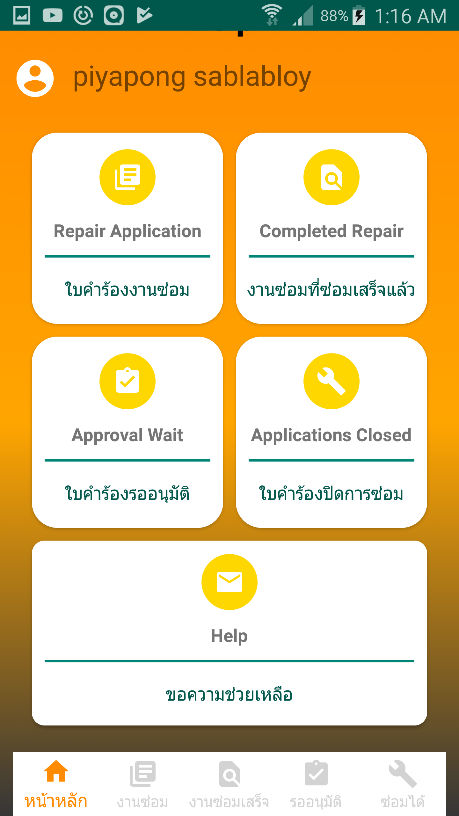 88% 1:16 AM
piyapong sablabloy
Repair Application
ใบคำร้องงานซ่อม
Completed Repair
งานซ่อมที่ซ่อมเสร็จแล้ว
Approval Wait
ใบคำร้องรออนุมัติ
Applications Closed
ใบคำร้องปิดการซ่อม
Help
ขอความช่วยเหลือ
หน้าหลัก งานซ่อม งานซ่อมเสร็จ รออนุมัติ ซ่อมได้